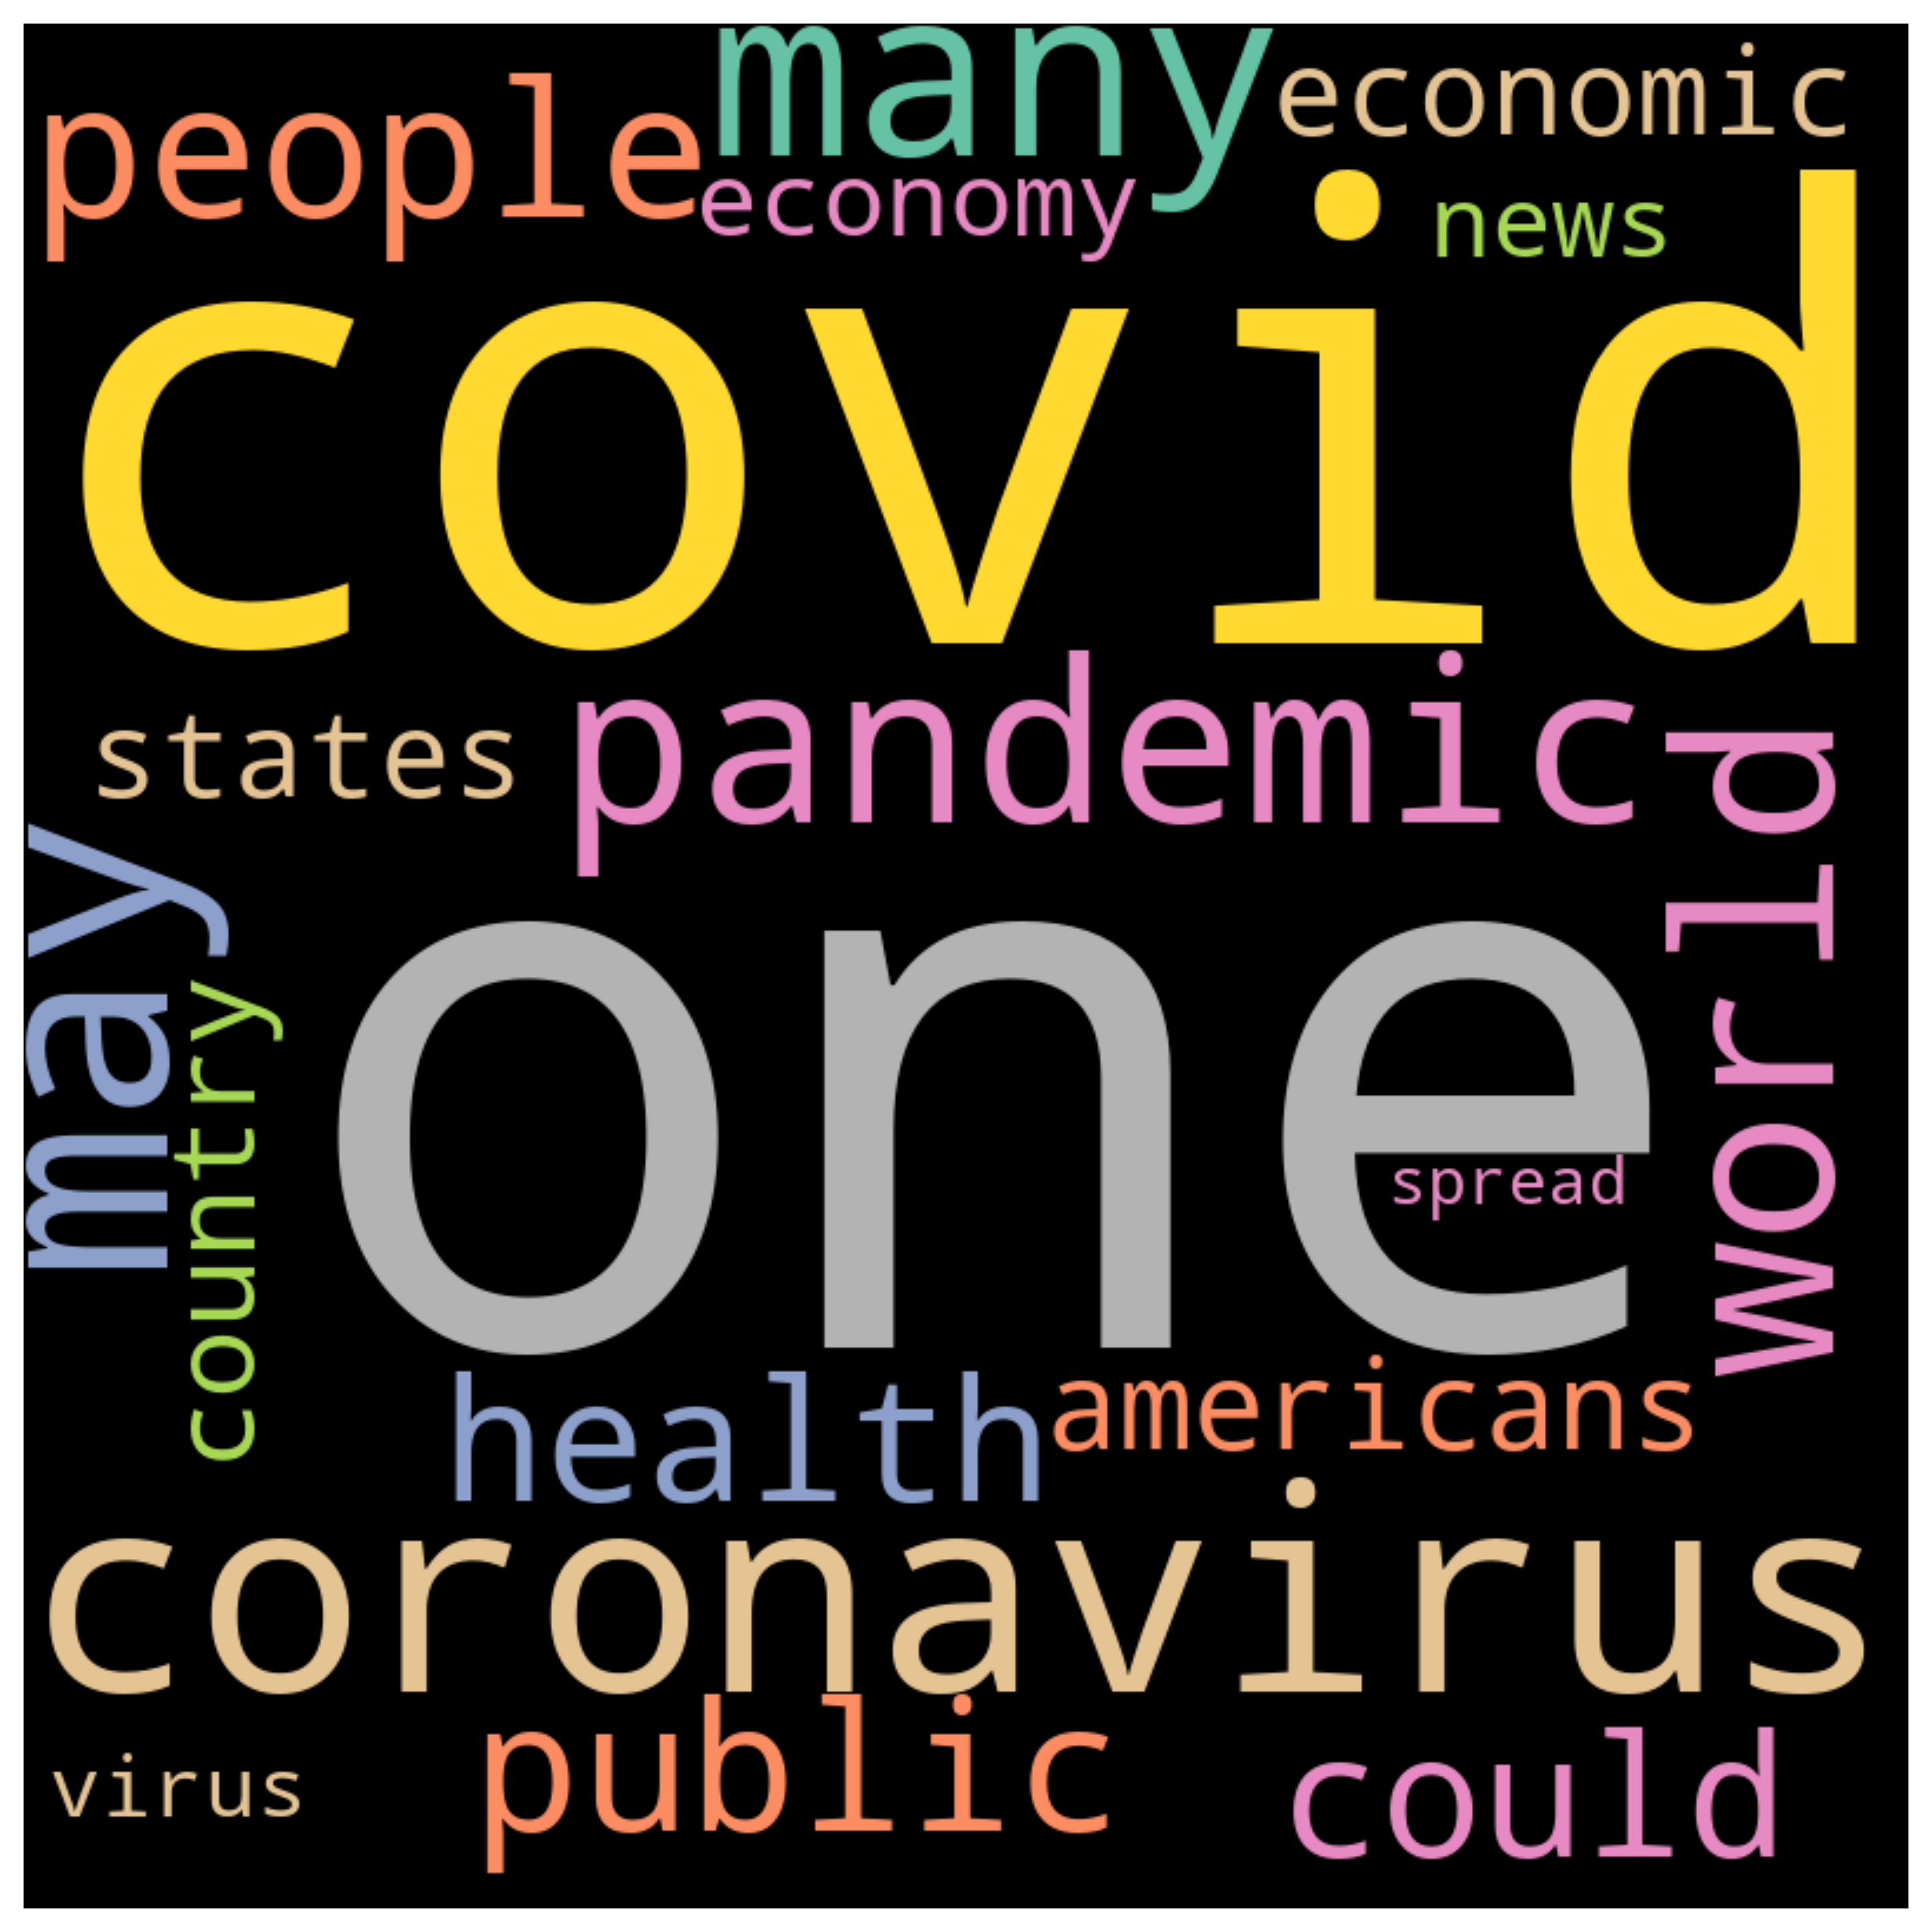 many
economic
people
economy
news
covid
states
pandemic
world
may
country
one
spread
health
americans
coronavirus
virus
public
could